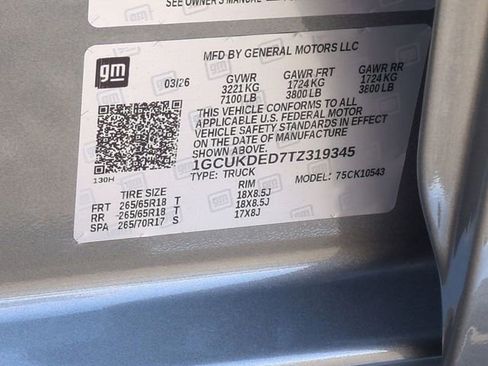 SEE OWNER'S MANUAL
MFD BY GENERAL MOTORS LLC
gm
03/26 GVWR GAWR FRT GAWR RR
3221 KG 1724 KG 1724 KG
7100 LB 3800 LB 3800 LB
THIS VEHICLE CONFORMS TO ALL
APPLICABLE U.S. FEDERAL MOTOR
VEHICLE SAFETY STANDARDS IN EFFECT
ON THE DATE OF MANUFACTURE
SHOWN ABOVE.
1GCUKDED7TZ319345
130H
TYPE: TRUCK MODEL: 75CK10543
TIRE SIZE RIM
FRT 265/65R18 T 18X8.5J
RR -265/65R18 T 18X8.5J
SPA 265/70R17 S 17X8J